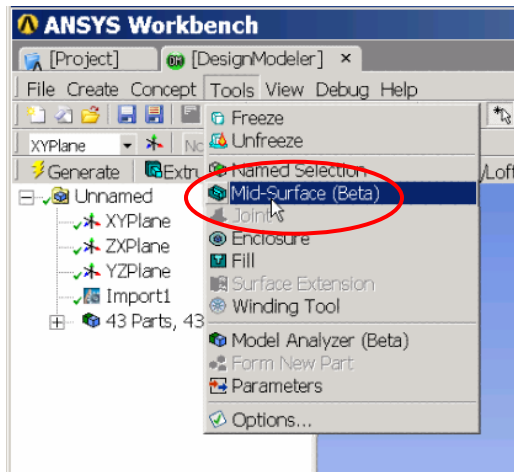 ANSYS Workbench
[Project] [DesignModeler] ×
File Create Concept Tools View Debug Help
XYPlane
Generate Extru
Unnamed
XYPlane
ZXPlane
YZPlane
Import1
43 Parts, 43
Freeze
Unfreeze
Named Selection
Mid-Surface (Beta)
Joint
Enclosure
Fill
Surface Extension
Winding Tool
Model Analyzer (Beta)
Form New Part
Parameters
Options...
/Loft